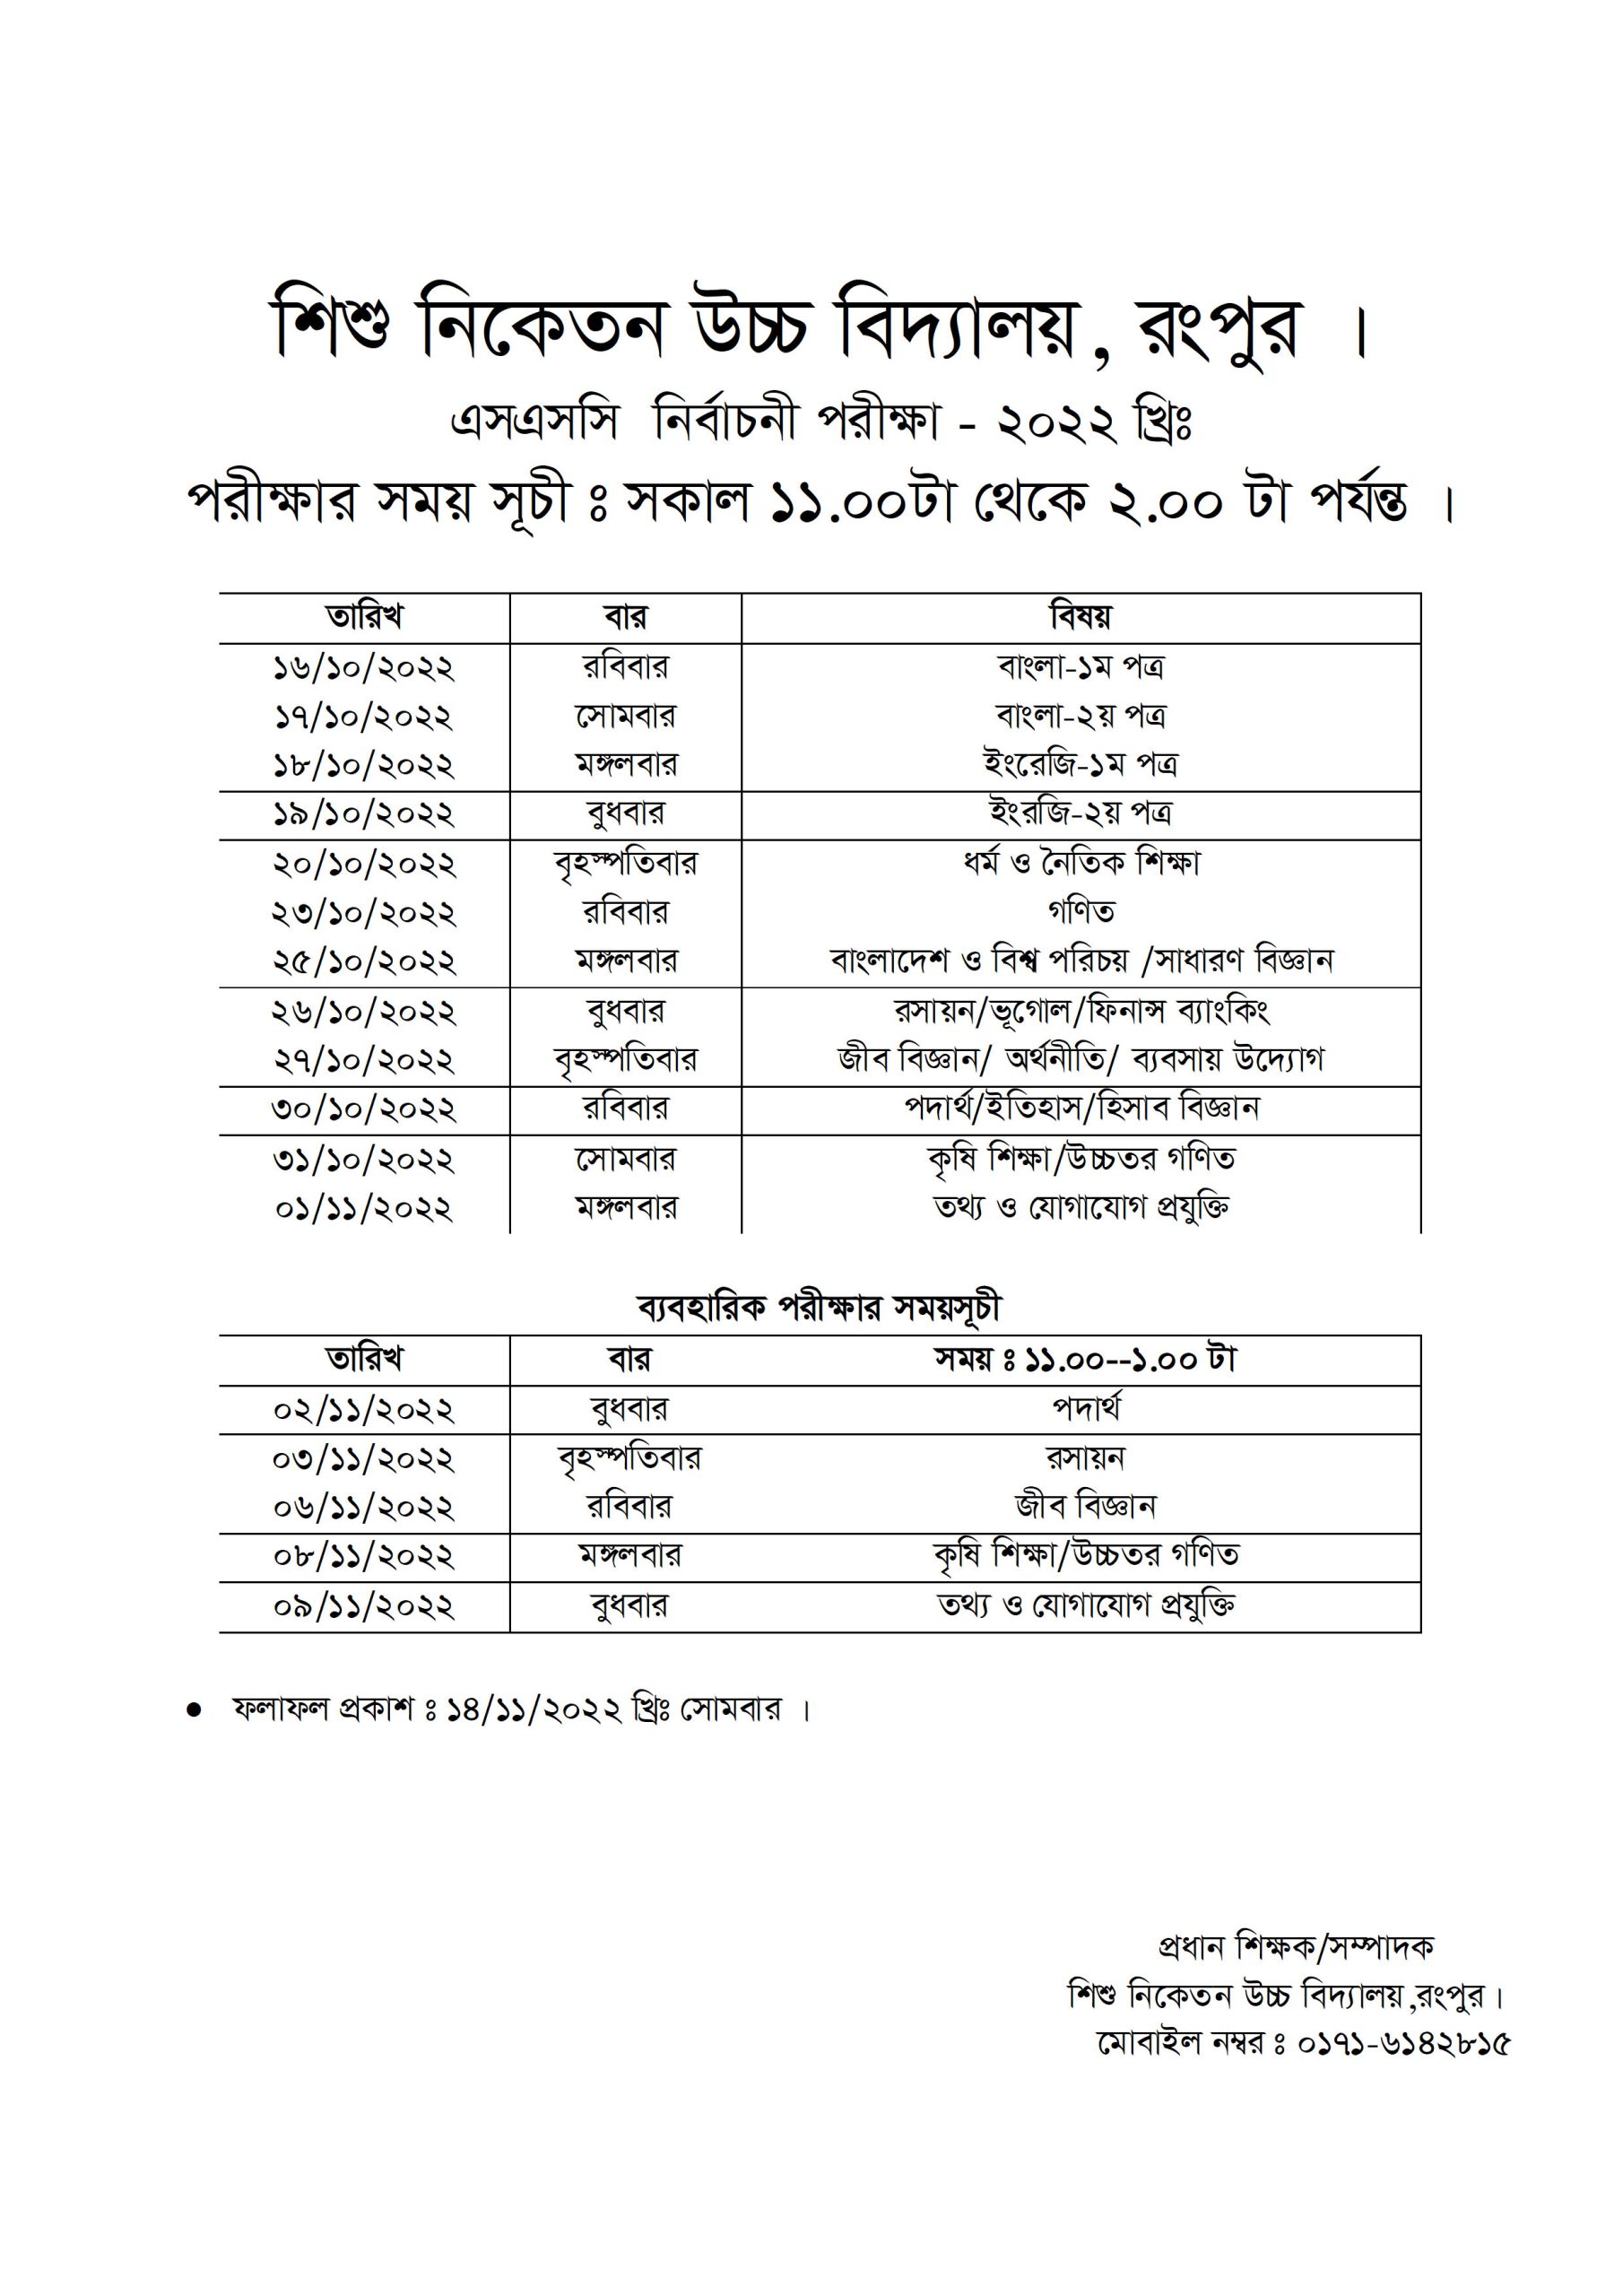 শিশু নিকেতন উচ্চ বিদ্যালয়, রংপুর ।
এসএসসি নির্বাচনী পরীক্ষা - ২০২২ খ্রিঃ
পরীক্ষার সময় সূচী ঃ সকাল ১১.০০টা থেকে ২.০০ টা পর্যন্ত ।
তারিখ বার বিষয়
১৬/১০/২০২২ রবিবার বাংলা-১ম পত্র
১৭/১০/২০২২ সোমবার বাংলা-২য় পত্র
১৮/১০/২০২২ মঙ্গলবার ইংরেজি-১ম পত্র
১৯/১০/২০২২ বুধবার ইংরজি-২য় পত্র
২০/১০/২০২২ বৃহস্পতিবার ধর্ম ও নৈতিক শিক্ষা
২৩/১০/২০২২ রবিবার গণিত
২৫/১০/২০২২ মঙ্গলবার বাংলাদেশ ও বিশ্ব পরিচয় /সাধারণ বিজ্ঞান
২৬/১০/২০২২ বুধবার রসায়ন/ভূগোল/ফিনান্স ব্যাংকিং
২৭/১০/২০২২ বৃহস্পতিবার জীব বিজ্ঞান/ অর্থনীতি/ ব্যবসায় উদ্যোগ
৩০/১০/২০২২ রবিবার পদার্থ/ইতিহাস/হিসাব বিজ্ঞান
৩১/১০/২০২২ সোমবার কৃষি শিক্ষা/উচ্চতর গণিত
০১/১১/২০২২ মঙ্গলবার তথ্য ও যোগাযোগ প্রযুক্তি
ব্যবহারিক পরীক্ষার সময়সূচী
তারিখ বার সময় ঃ ১১.০০--১.০০ টা
০২/১১/২০২২ বুধবার পদার্থ
০৩/১১/২০২২ বৃহস্পতিবার রসায়ন
০৬/১১/২০২২ রবিবার জীব বিজ্ঞান
০৮/১১/২০২২ মঙ্গলবার কৃষি শিক্ষা/উচ্চতর গণিত
০৯/১১/২০২২ বুধবার তথ্য ও যোগাযোগ প্রযুক্তি
• ফলাফল প্রকাশ ঃ ১৪/১১/২০২২ খ্রিঃ সোমবার ।
প্রধান শিক্ষক/সম্পাদক
শিশু নিকেতন উচ্চ বিদ্যালয়,রংপুর।
মোবাইল নম্বর ঃ ০১৭১-৬১৪২৮১৫